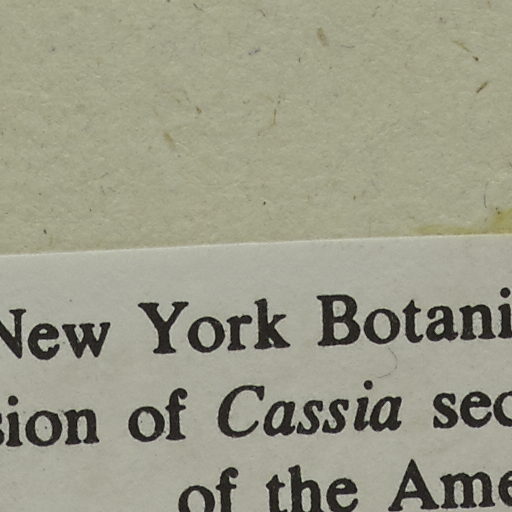 New York Botani
sion of Cassia sec
of the Ame